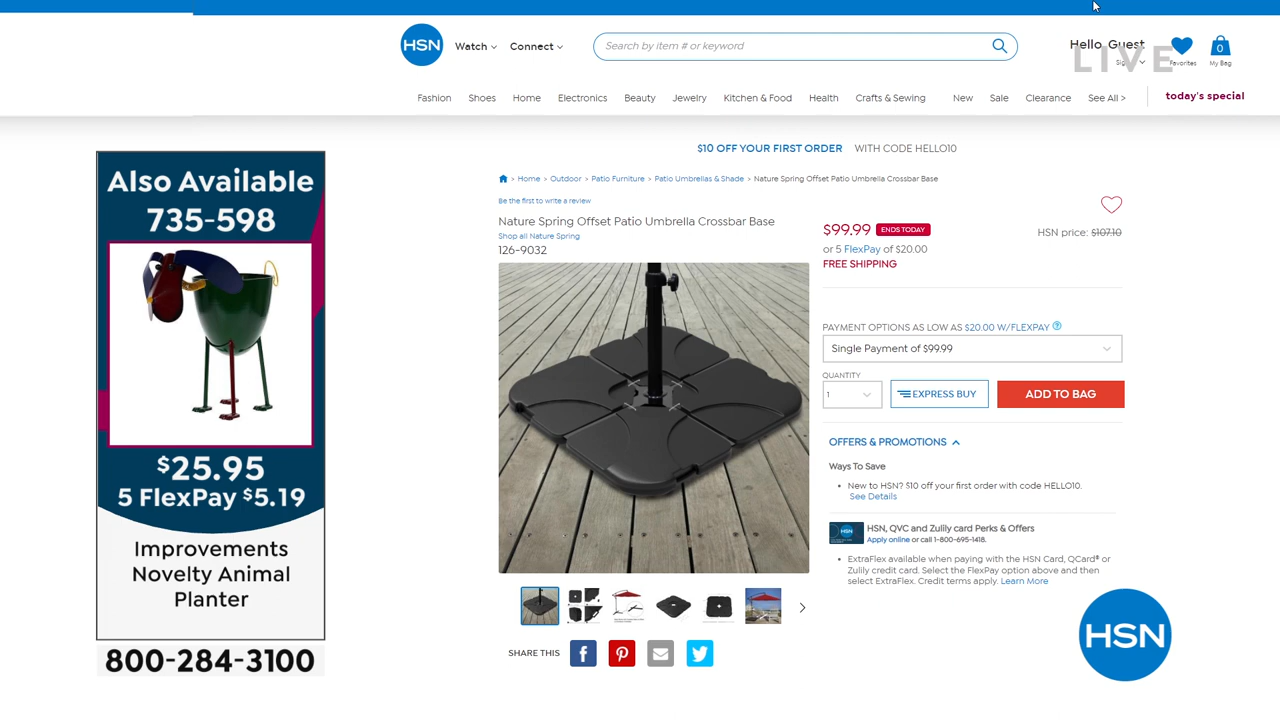 HSN
Watch
Connect
Search by item # or keyword
Hello, Guest
LIVE
Favorites
0
My Bag
Fashion
Shoes
Home
Electronics
Beauty
Jewelry
Kitchen & Food
Health
Crafts & Sewing
New
Sale
Clearance
See All >
today's special
$10 OFF YOUR FIRST ORDER WITH CODE HELLO10
> Home > Outdoor > Patio Furniture > Patio Umbrellas & Shade > Nature Spring Offset Patio Umbrella Crossbar Base
Be the first to write a review
Nature Spring Offset Patio Umbrella Crossbar Base
Shop all Nature Spring
126-9032
$99.99 ENDS TODAY
HSN price: $107.10
or 5 FlexPay of $20.00
FREE SHIPPING
PAYMENT OPTIONS AS LOW AS $20.00 W/FLEXPAY ?
Single Payment of $99.99
QUANTITY
1
EXPRESS BUY
ADD TO BAG
OFFERS & PROMOTIONS
Ways To Save
• New to HSN? $10 off your first order with code HELLO10.
See Details
HSN, QVC and Zulily card Perks & Offers
Apply online or call 1-800-695-1418.
• ExtraFlex available when paying with the HSN Card, QCard® or
Zulily credit card. Select the FlexPay option above and then
select ExtraFlex. Credit terms apply. Learn More
SHARE THIS
HSN
Also Available
735-598
$25.95
5 FlexPay $5.19
Improvements
Novelty Animal
Planter
800-284-3100